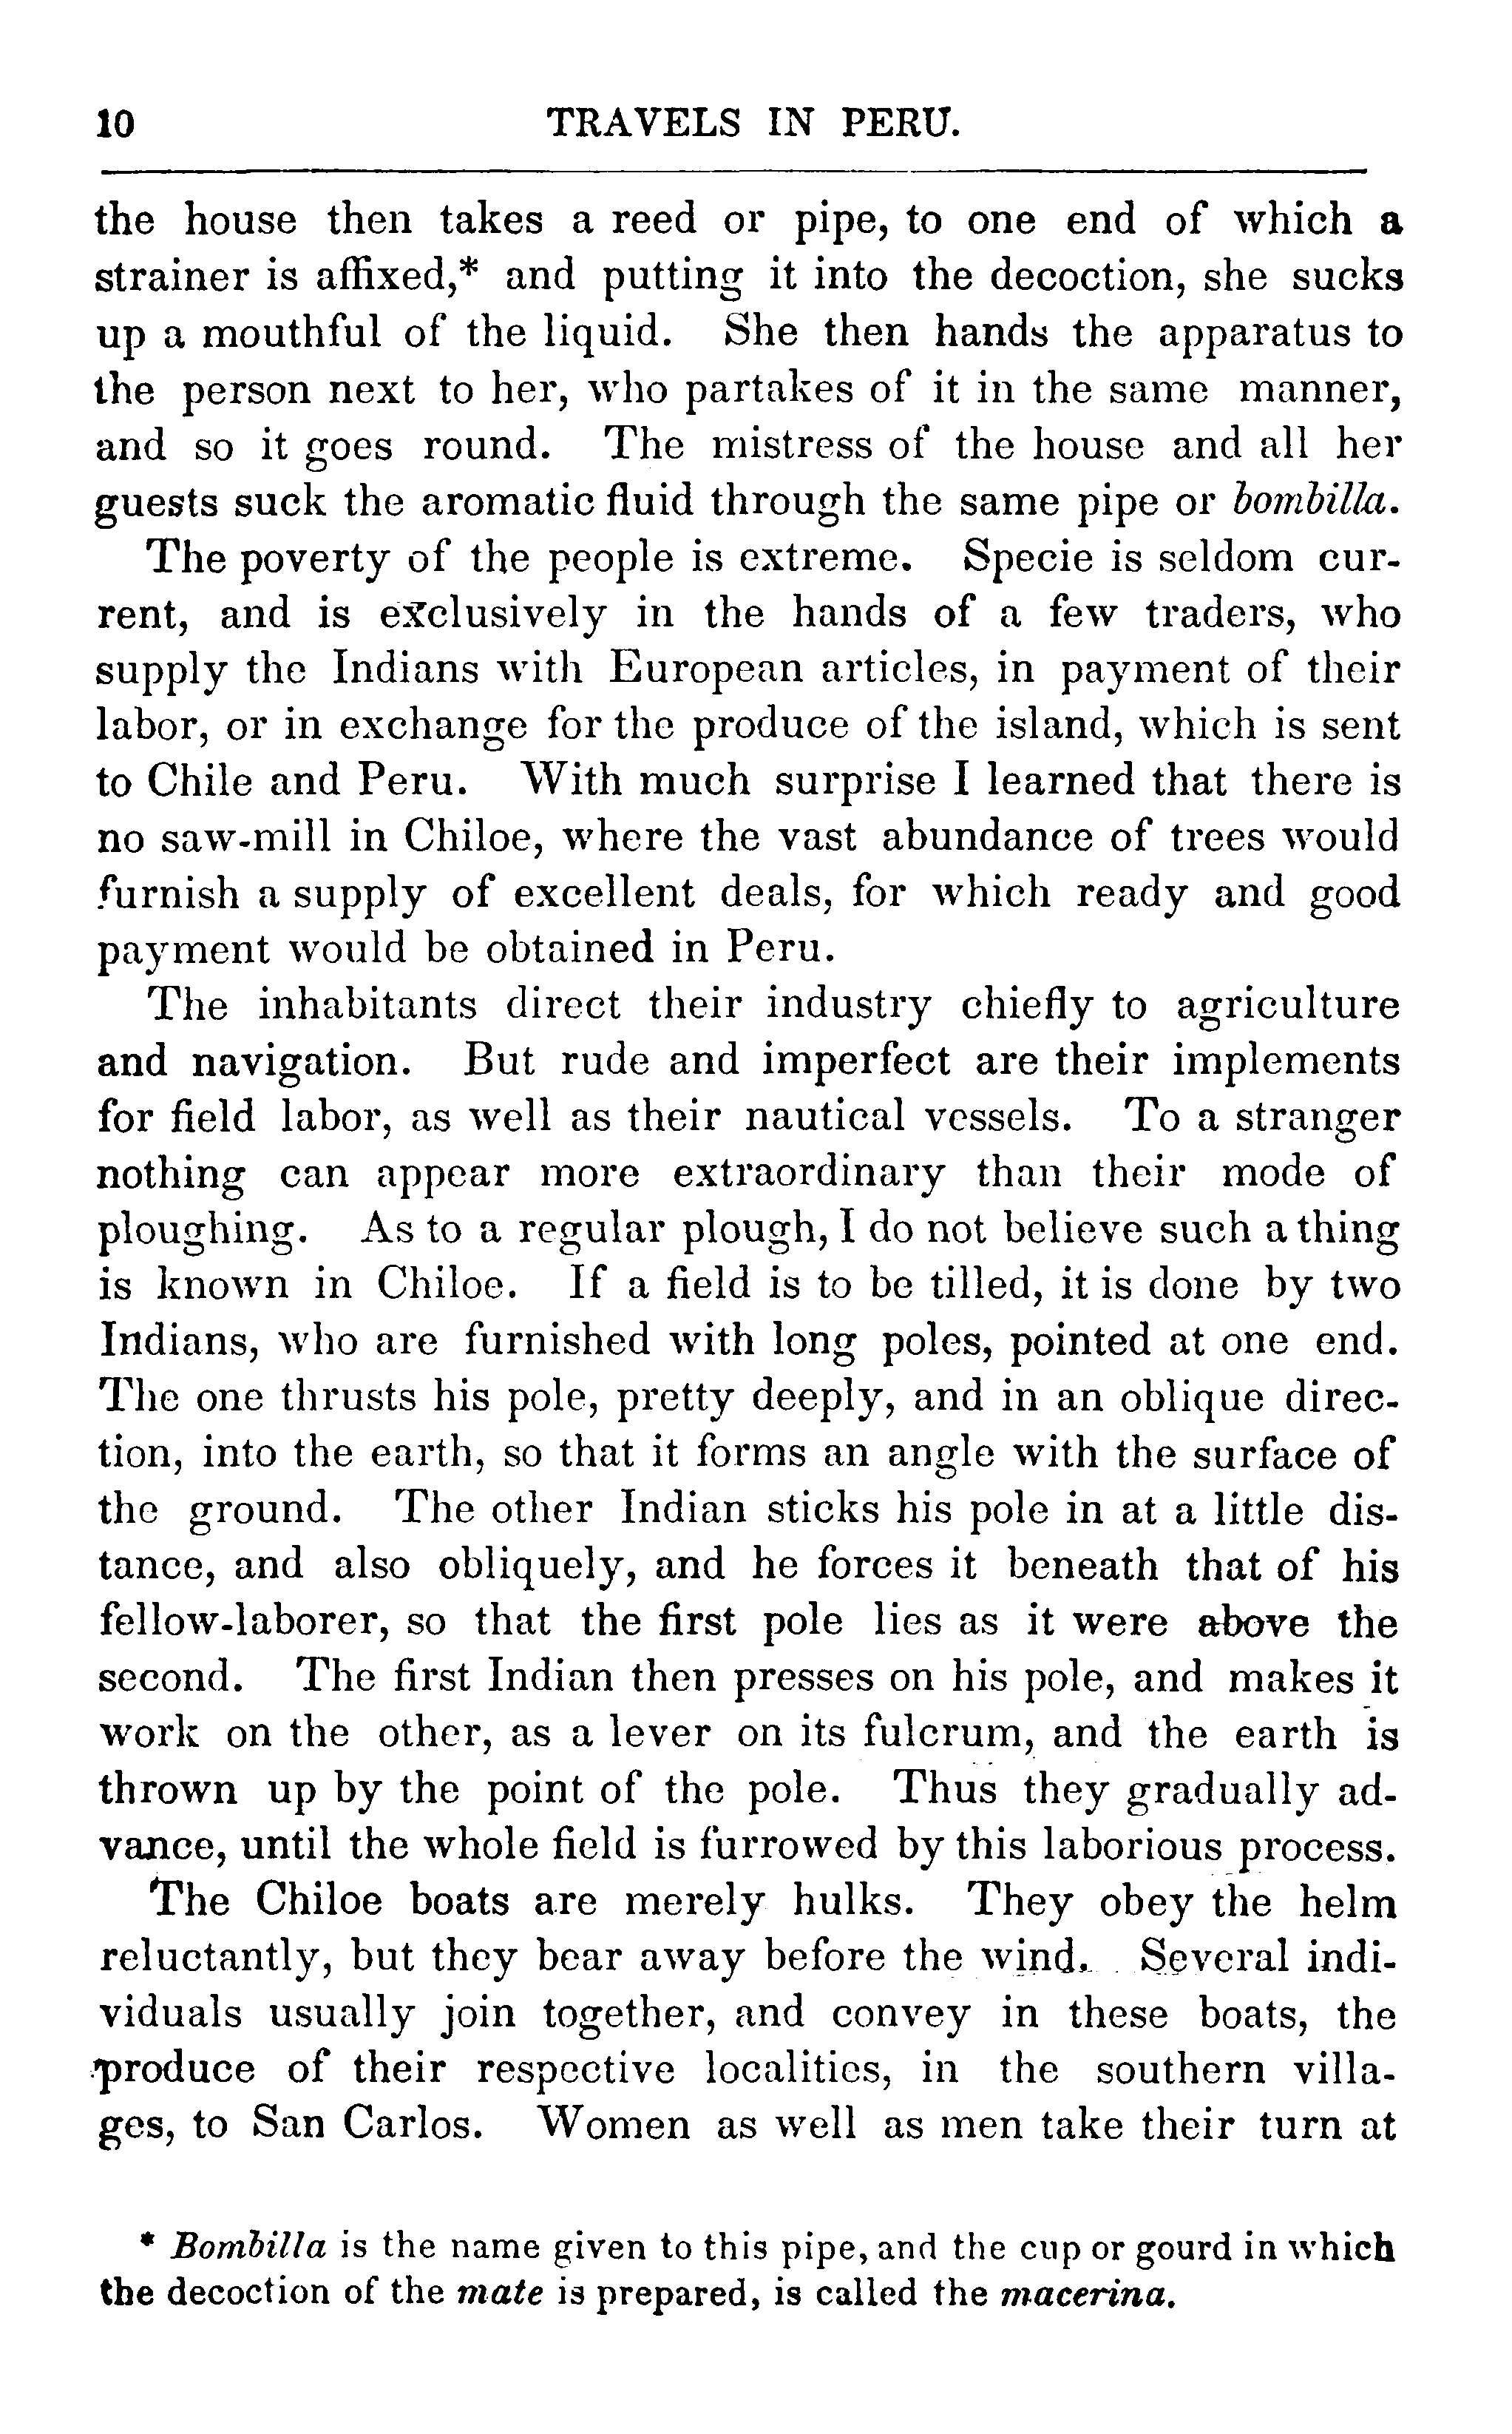 10 TRAVELS IN PERU.
the house then takes a reed or pipe, to one end of which a
strainer is affixed,* and putting it into the decoction, she sucks
up a mouthful of the liquid. She then hands the apparatus to
the person next to her, who partakes of it in the same manner,
and so it goes round. The mistress of the house and all her
guests suck the aromatic fluid through the same pipe or bombilla.
The poverty of the people is extreme. Specie is seldom cur-
rent, and is exclusively in the hands of a few traders, who
supply the Indians with European articles, in payment of their
labor, or in exchange for the produce of the island, which is sent
to Chile and Peru. With much surprise I learned that there is
no saw-mill in Chiloe, where the vast abundance of trees would
furnish a supply of excellent deals, for which ready and good
payment would be obtained in Peru.
The inhabitants direct their industry chiefly to agriculture
and navigation. But rude and imperfect are their implements
for field labor, as well as their nautical vessels. To a stranger
nothing can appear more extraordinary than their mode of
ploughing. As to a regular plough, I do not believe such a thing
is known in Chiloe. If a field is to be tilled, it is done by two
Indians, who are furnished with long poles, pointed at one end.
The one thrusts his pole, pretty deeply, and in an oblique direc-
tion, into the earth, so that it forms an angle with the surface of
the ground. The other Indian sticks his pole in at a little dis-
tance, and also obliquely, and he forces it beneath that of his
fellow-laborer, so that the first pole lies as it were above the
second. The first Indian then presses on his pole, and makes it
work on the other, as a lever on its fulcrum, and the earth is
thrown up by the point of the pole. Thus they gradually ad-
vance, until the whole field is furrowed by this laborious process.
The Chiloe boats are merely hulks. They obey the helm
reluctantly, but they bear away before the wind. Several indi-
viduals usually join together, and convey in these boats, the
produce of their respective localities, in the southern villa-
ges, to San Carlos. Women as well as men take their turn at
* Bombilla is the name given to this pipe, and the cup or gourd in which
the decoction of the mate is prepared, is called the macerina.